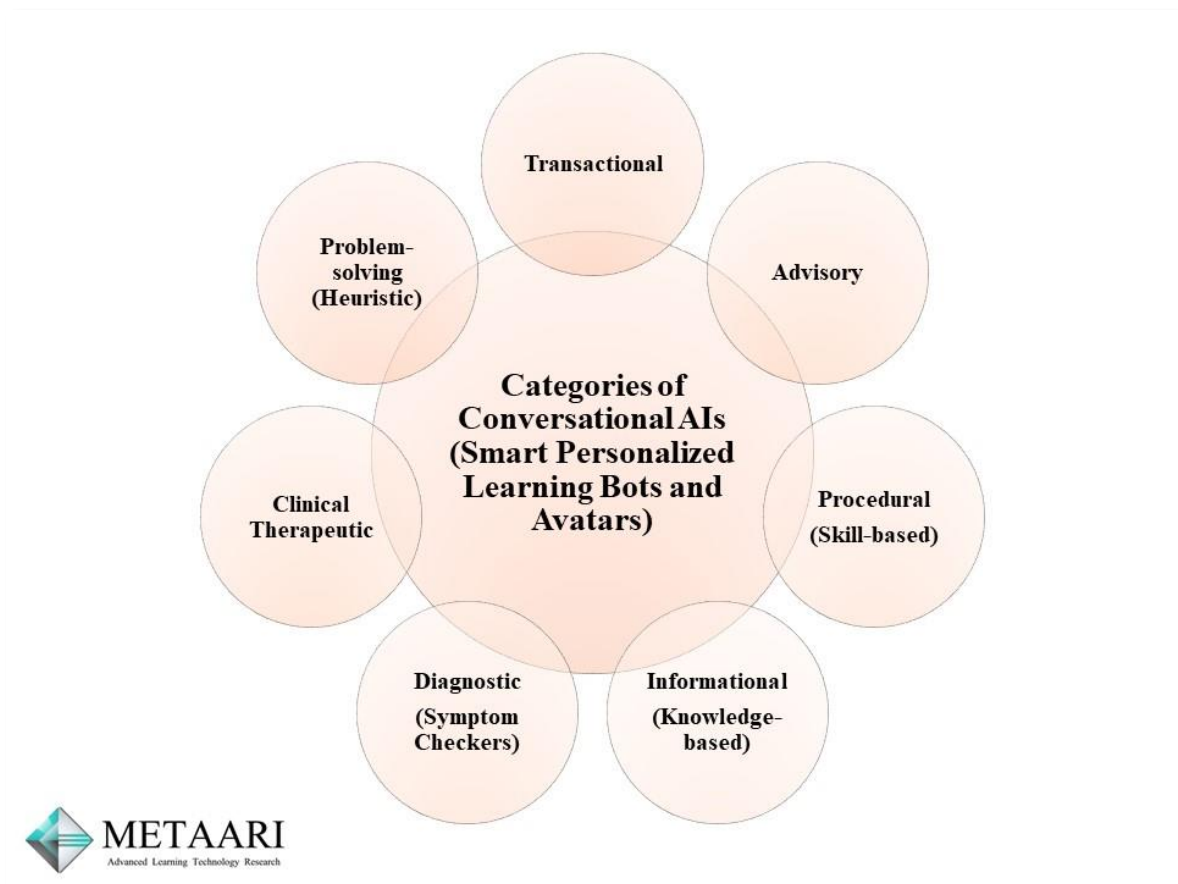 Transactional
Advisory
Procedural
(Skill-based)
Informational
(Knowledge-
based)
Diagnostic
(Symptom
Checkers)
Clinical
Therapeutic
Problem-
solving
(Heuristic)
Categories of
Conversational AIs
(Smart Personalized
Learning Bots and
Avatars)
METAARI
Advanced Learning Technology Research